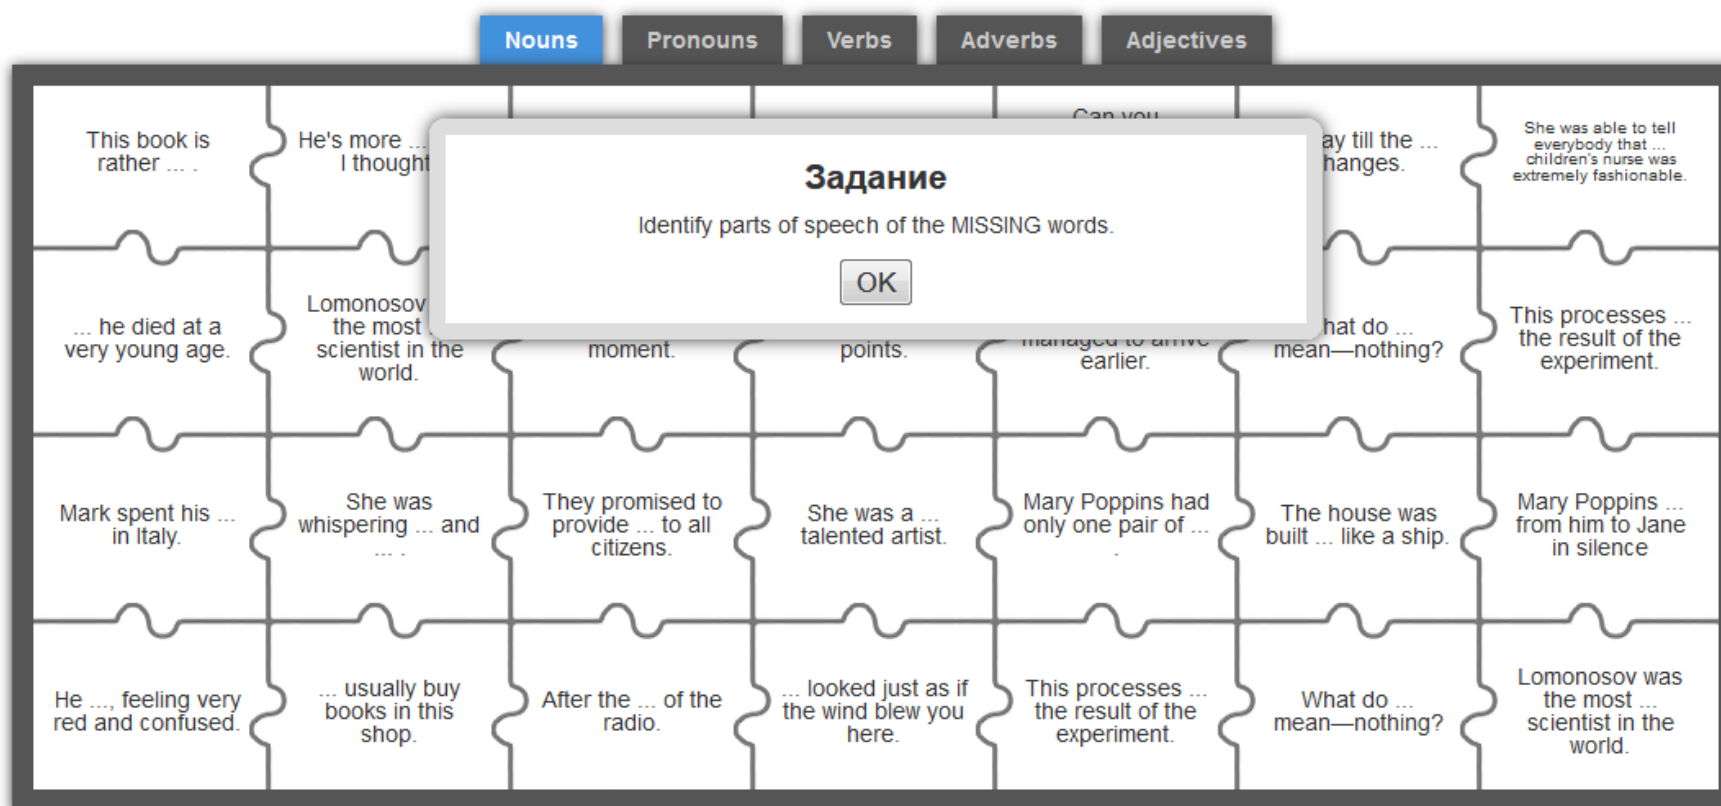 Nouns
Pronouns
Verbs
Adverbs
Adjectives
This book is
rather ... .
He's more ...
I thought
Can you
ay till the ...
hanges.
She was able to tell
everybody that ...
children's nurse was
extremely fashionable.
Задание
Identify parts of speech of the MISSING words.
OK
... he died at a
very young age.
Lomonosov
the most
scientist in the
world.
moment.
points.
managed to arrive
earlier.
hat do ...
mean—nothing?
This processes ...
the result of the
experiment.
Mark spent his ...
in Italy.
She was
whispering ... and
... .
They promised to
provide ... to all
citizens.
She was a ...
talented artist.
Mary Poppins had
only one pair of ...
.
The house was
built ... like a ship.
Mary Poppins ...
from him to Jane
in silence
He ..., feeling very
red and confused.
... usually buy
books in this
shop.
After the ... of the
radio.
... looked just as if
the wind blew you
here.
This processes ...
the result of the
experiment.
What do ...
mean—nothing?
Lomonosov was
the most ...
scientist in the
world.